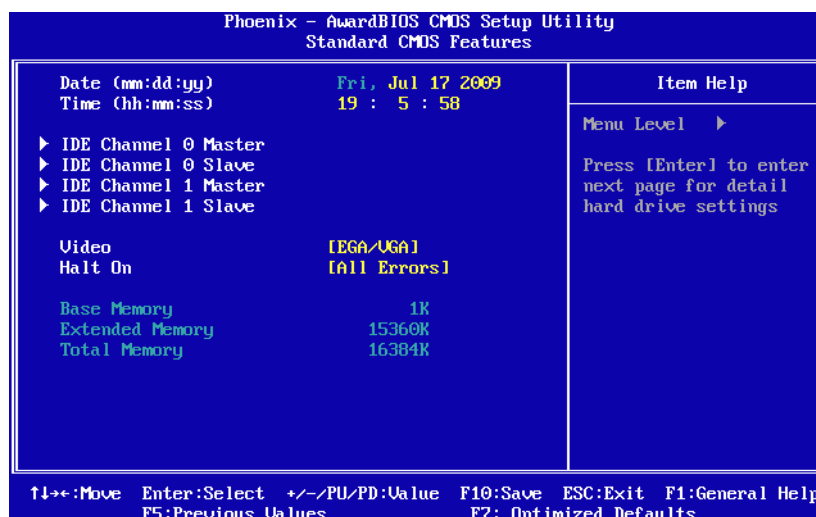 Phoenix - AwardBIOS CMOS Setup Utility
Standard CMOS Features
Date (mm:dd:yy) Fri, Jul 17 2009
Time (hh:mm:ss) 19 : 5 : 58
▶ IDE Channel 0 Master
▶ IDE Channel 0 Slave
▶ IDE Channel 1 Master
▶ IDE Channel 1 Slave
Video [EGA/VGA]
Halt On [All Errors]
Base Memory 1K
Extended Memory 15360K
Total Memory 16384K
Item Help
Menu Level ▶
Press [Enter] to enter
next page for detail
hard drive settings
↑↓→←:Move Enter:Select +/-/PU/PD:Value F10:Save ESC:Exit F1:General Help
F5:Previous Values F7: Optimized Defaults